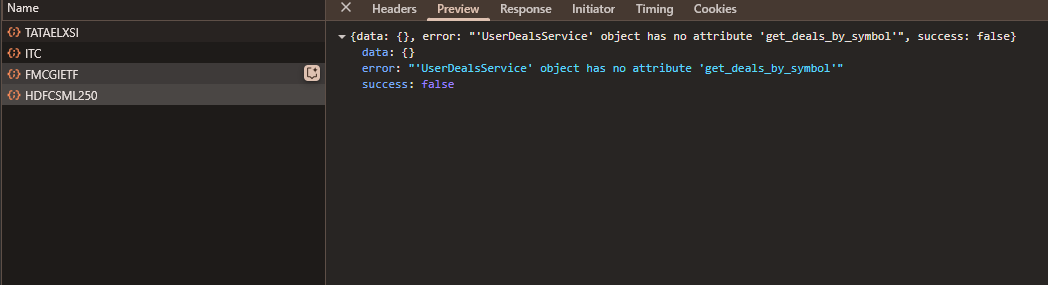 Name
TATAELXSI
ITC
FMCGIETF
HDFCSML250
Headers Preview Response Initiator Timing Cookies
{data: {}, error: "'UserDealsService' object has no attribute 'get_deals_by_symbol'", success: false}
data: {}
error: "'UserDealsService' object has no attribute 'get_deals_by_symbol'"
success: false